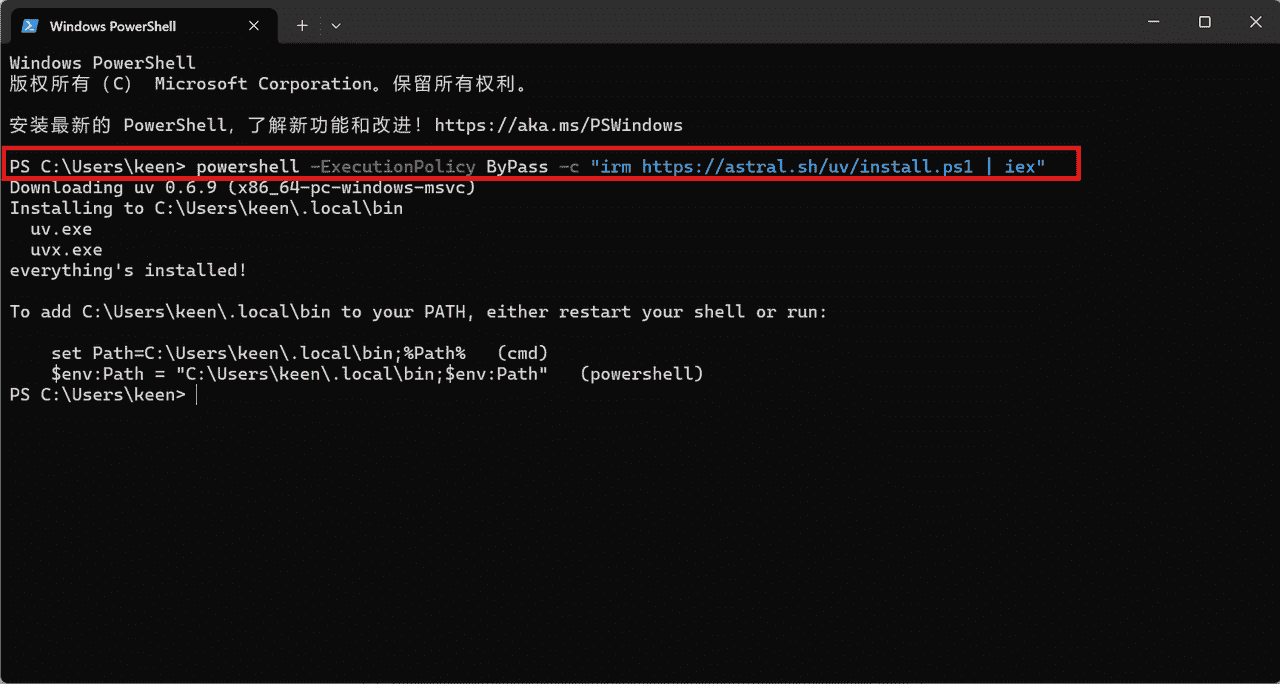 Windows PowerShell
Windows PowerShell
版权所有 (C) Microsoft Corporation。保留所有权利。
安装最新的 PowerShell,了解新功能和改进!https://aka.ms/PSWindows
PS C:\Users\keen> powershell -ExecutionPolicy ByPass -c "irm https://astral.sh/uv/install.ps1 | iex"
Downloading uv 0.6.9 (x86_64-pc-windows-msvc)
Installing to C:\Users\keen\.local\bin
  uv.exe
  uvx.exe
everything's installed!
To add C:\Users\keen\.local\bin to your PATH, either restart your shell or run:
    set Path=C:\Users\keen\.local\bin;%Path%   (cmd)
    $env:Path = "C:\Users\keen\.local\bin;$env:Path"   (powershell)
PS C:\Users\keen>